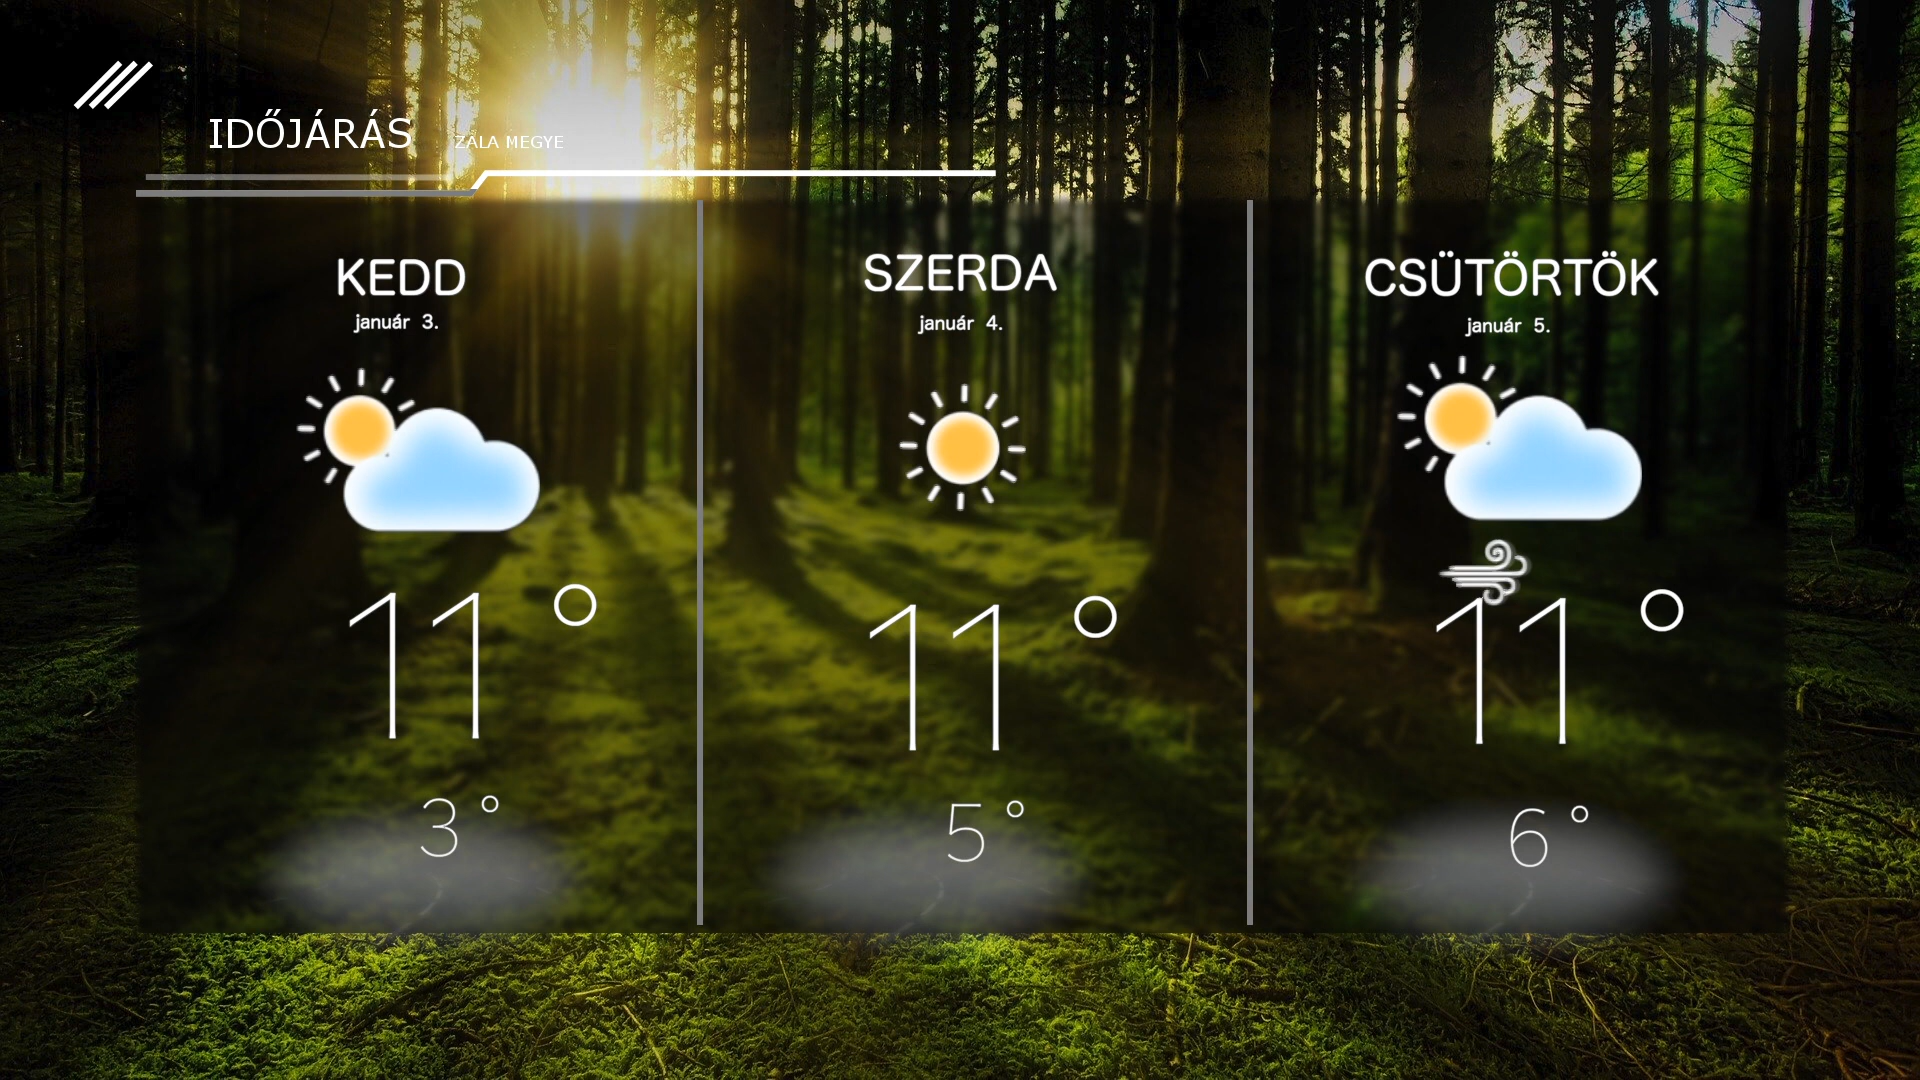 IDŐJÁRÁS ZALA MEGYE
KEDD
január 3.
11°
3°
SZERDA
január 4.
11°
5°
CSÜTÖRTÖK
január 5.
11°
6°